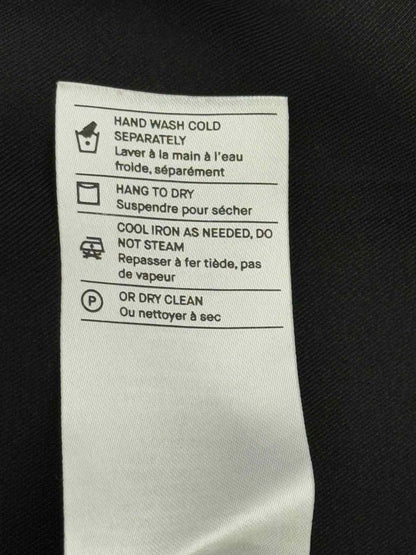 HAND WASH COLD
SEPARATELY
Laver à la main à l'eau
froide, séparément
HANG TO DRY
Suspendre pour sécher
COOL IRON AS NEEDED, DO
NOT STEAM
Repasser à fer tiède, pas
de vapeur
P
OR DRY CLEAN
Ou nettoyer à sec